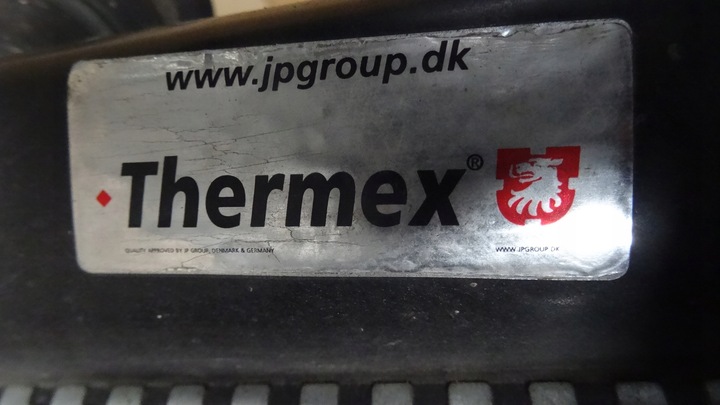 www.jpgroup.dk
Thermex®
QUALITY APPROVED BY JP GROUP, DENMARK & GERMANY
WWW.JPGROUP.DK